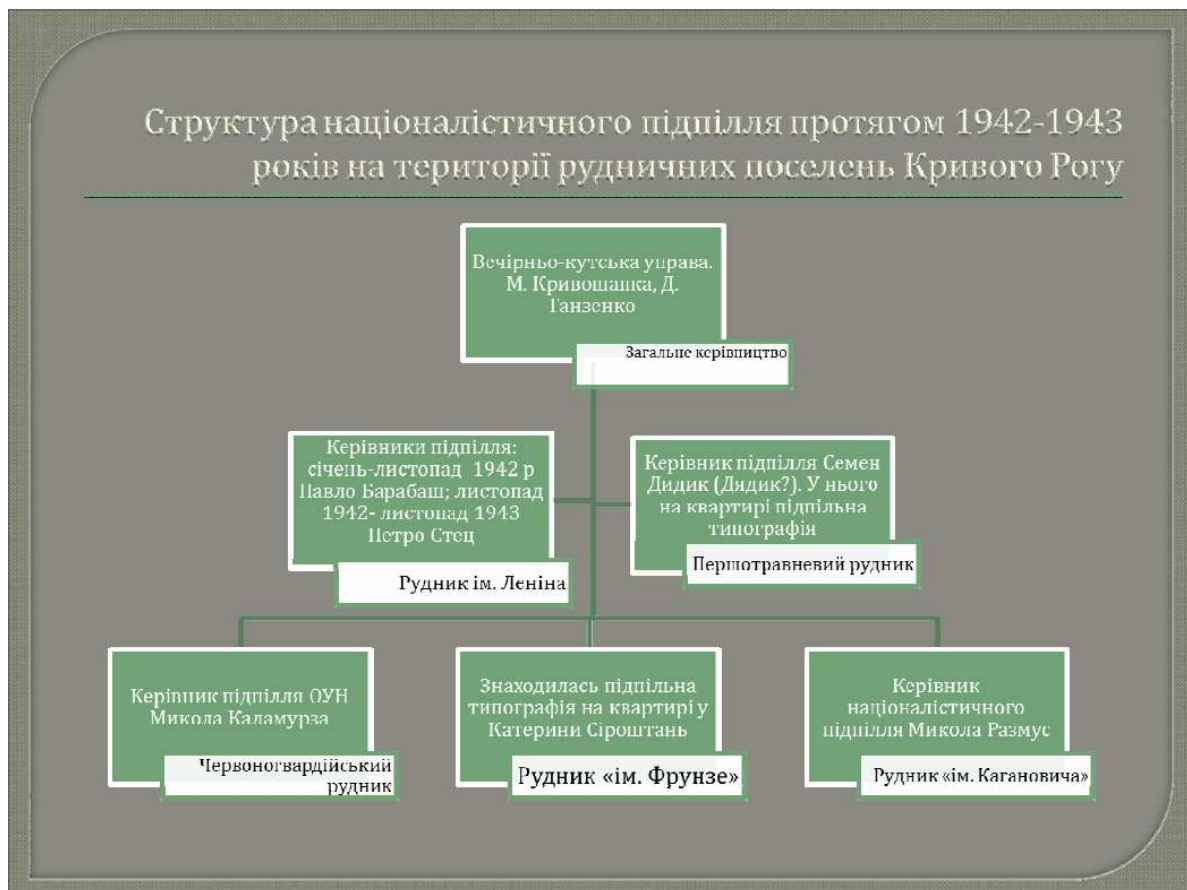 Структура націоналістичного підпілля протягом 1942-1943
років на території рудничних поселень Кривого Рогу
Вечірньо-кутська управа.
М. Кривошапка, Д.
Ганзенко
Загальне керівництво
Керівники підпілля:
січень-листопад 1942 р
Павло Барабаш; листопад
1942- листопад 1943
Петро Стец
Рудник ім. Леніна
Керівник підпілля Семен
Дидик (Дядик?). У нього
на квартирі підпільна
типографія
Першотравневий рудник
Керівник підпілля ОУН
Микола Каламурза
Червоногвардійський
рудник
Знаходилась підпільна
типографія на квартирі у
Катерини Сіроштань
Рудник «ім. Фрунзе»
Керівник
націоналістичного
підпілля Микола Размус
Рудник «ім. Кагановича»